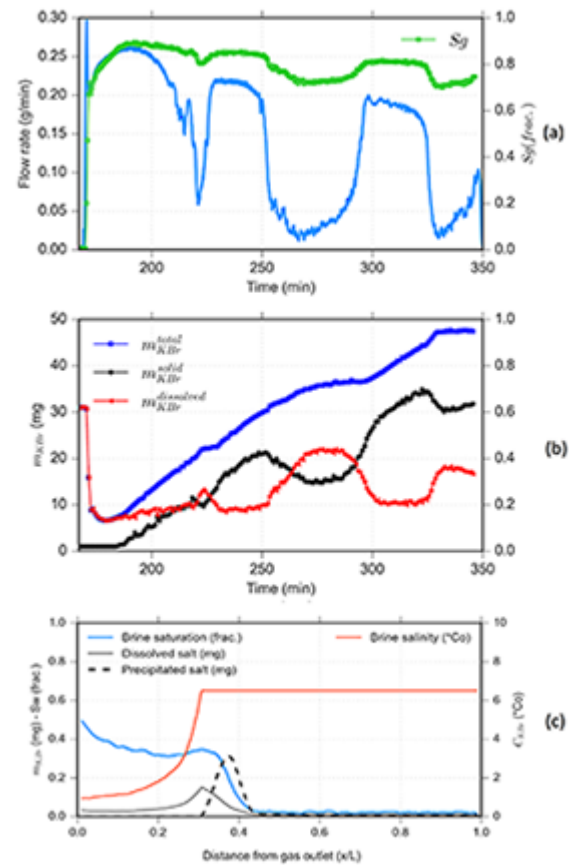 0.30
0.25
0.20
0.15
0.10
0.05
0.00
Flow rate (g/min)
Sg
1.0
0.8
0.6
0.4
0.2
0.0
Sg(frac.)
(a)
200 250 300 350
Time (min)
50
40
30
20
10
0
m_KBr (mg
m_KBr^total
m_KBr^solid
m_KBr^dissolved
1.0
0.8
0.6
0.4
0.2
0.0
(b)
200 250 300 350
Time (min)
1.0
0.8
0.6
0.4
0.2
0.0
(mg) - Sw (frac.)
Brine saturation (frac.)
Dissolved salt (mg)
Precipitated salt (mg)
Brine salinity (*Co)
10
8
6
4
2
0
(*Co)
(c)
0.0 0.2 0.4 0.6 0.8 1.0
Distance from gas outlet (x/L)